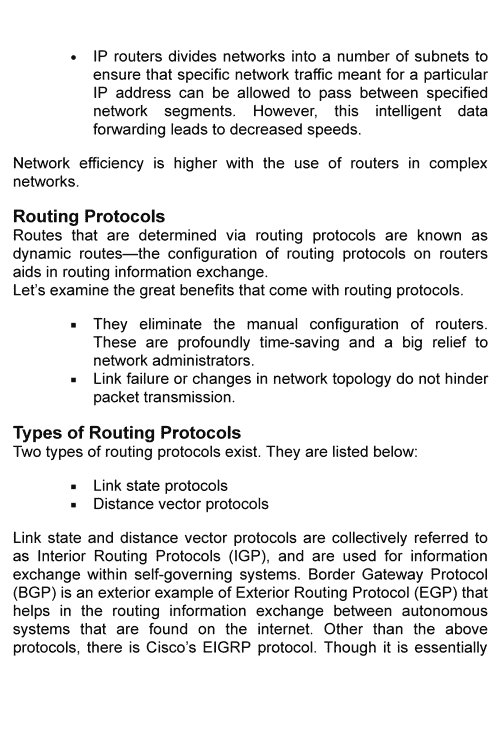 • IP routers divides networks into a number of subnets to
ensure that specific network traffic meant for a particular
IP address can be allowed to pass between specified
network segments. However, this intelligent data
forwarding leads to decreased speeds.
Network efficiency is higher with the use of routers in complex
networks.
Routing Protocols
Routes that are determined via routing protocols are known as
dynamic routes—the configuration of routing protocols on routers
aids in routing information exchange.
Let’s examine the great benefits that come with routing protocols.
▪ They eliminate the manual configuration of routers.
These are profoundly time-saving and a big relief to
network administrators.
▪ Link failure or changes in network topology do not hinder
packet transmission.
Types of Routing Protocols
Two types of routing protocols exist. They are listed below:
▪ Link state protocols
▪ Distance vector protocols
Link state and distance vector protocols are collectively referred to
as Interior Routing Protocols (IGP), and are used for information
exchange within self-governing systems. Border Gateway Protocol
(BGP) is an exterior example of Exterior Routing Protocol (EGP) that
helps in the routing information exchange between autonomous
systems that are found on the internet. Other than the above
protocols, there is Cisco’s EIGRP protocol. Though it is essentially